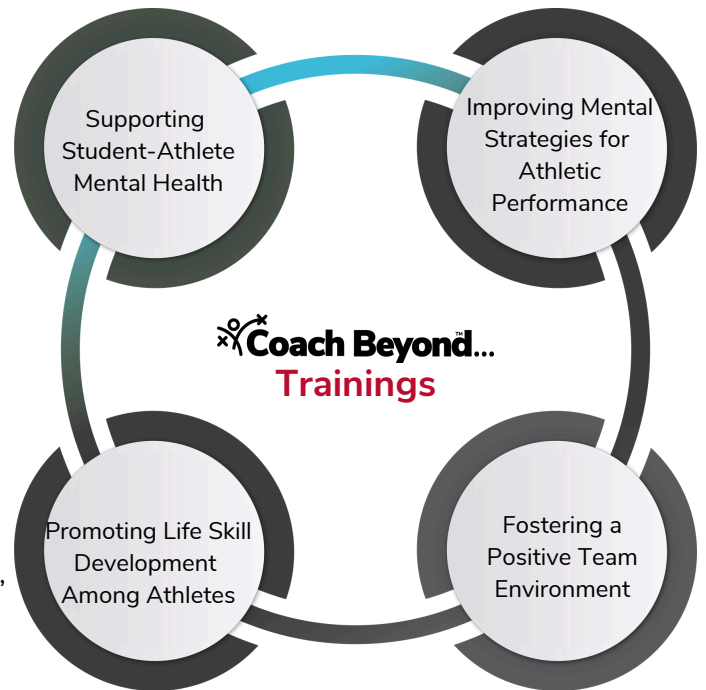 Supporting
Student-Athlete
Mental Health
Improving Mental
Strategies for
Athletic
Performance
Coach Beyond™...
Trainings
Promoting Life Skill
Development
Among Athletes
,
Fostering a
Positive Team
Environment